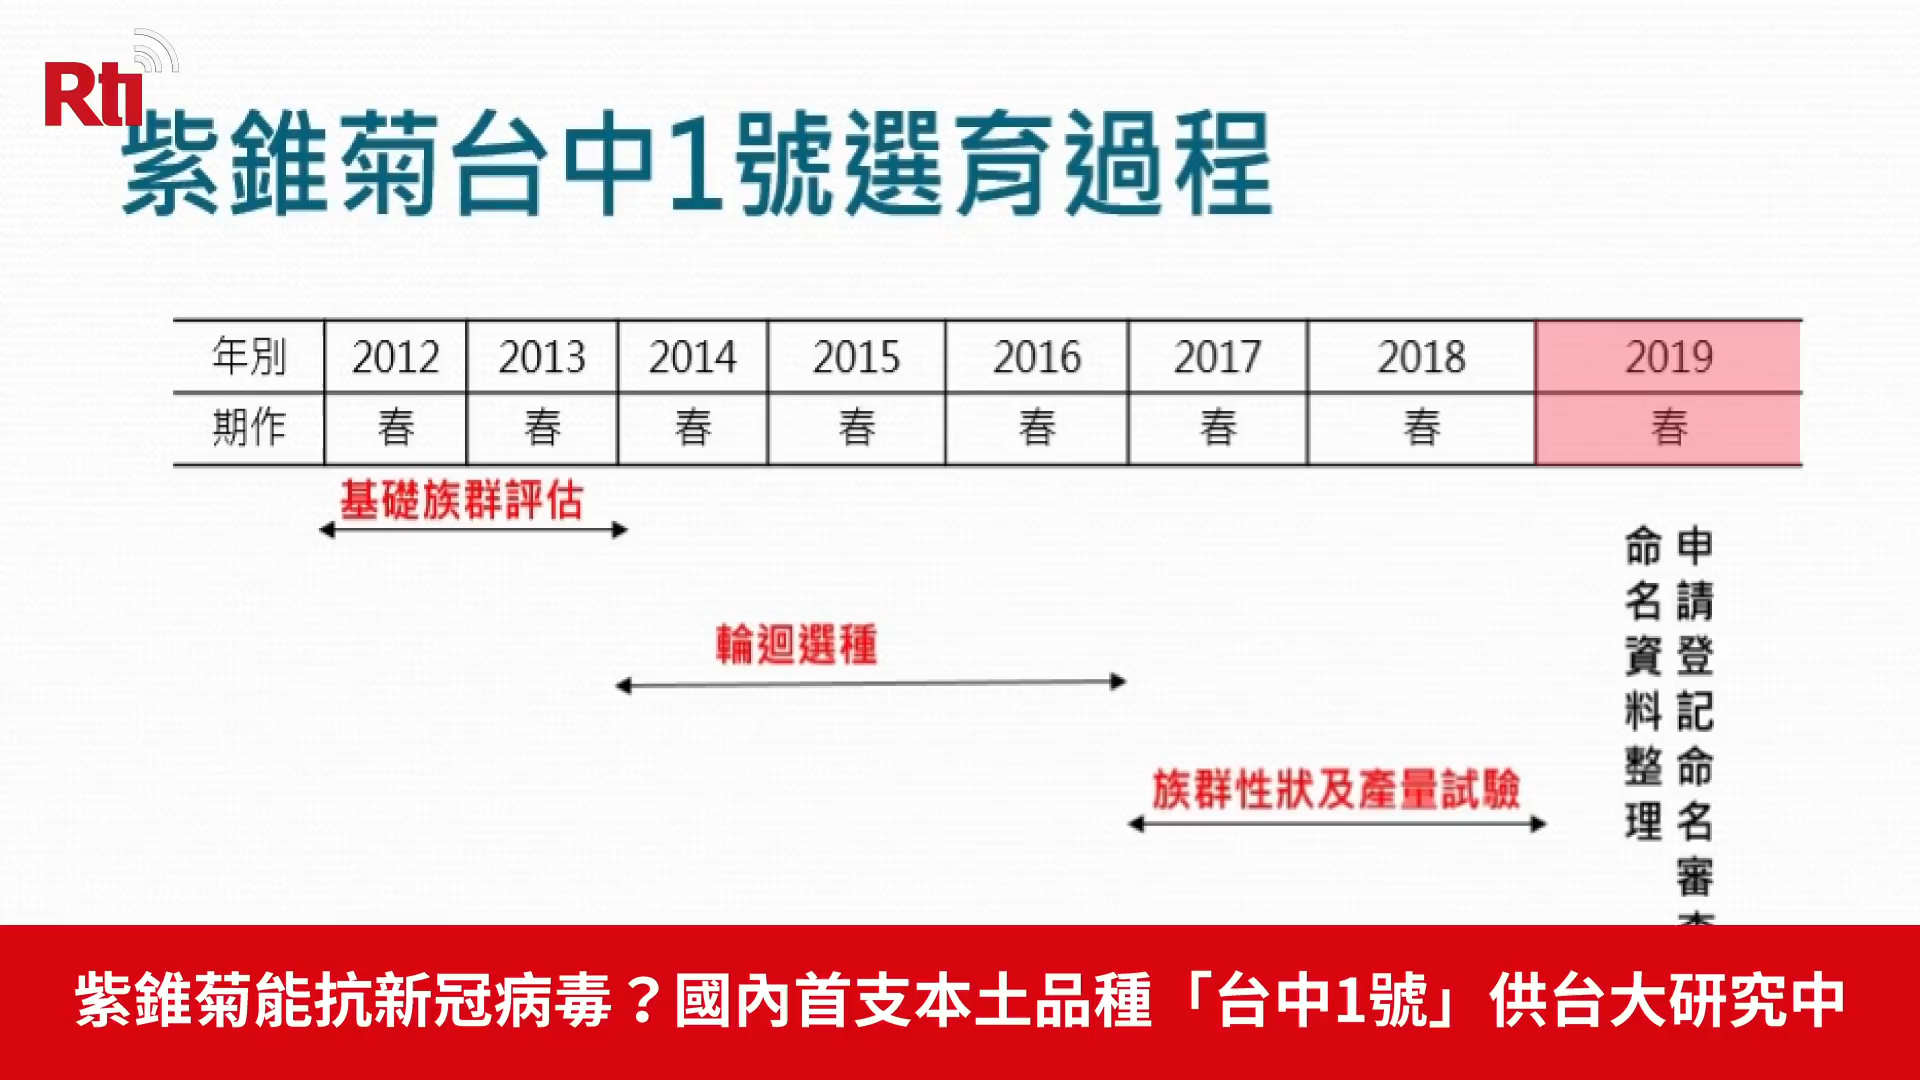 Rti
紫錐菊台中1號選育過程
年別 2012 2013 2014 2015 2016 2017 2018 2019
期作 春 春 春 春 春 春 春 春
基礎族群評估
輪迴選種
族群性狀及產量試驗
申請登記命名審查
命名資料整理
紫錐菊能抗新冠病毒？國內首支本土品種「台中1號」供台大研究中